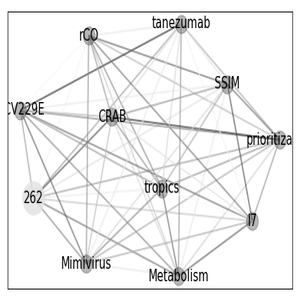 tanezumab
rCO
SSIM
CV229E
CRAB
prioritiza
tropics
262
I7
Mimivirus
Metabolism